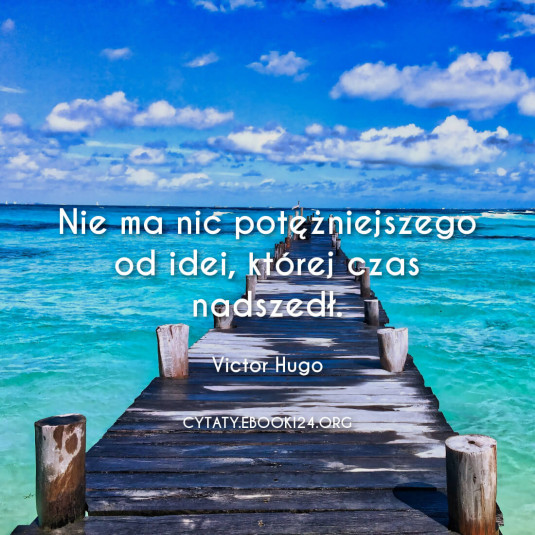 Nie ma nic potężniejszego
od idei, której czas
nadszedł.
Victor Hugo
CYTATY.EBOOKI24.ORG